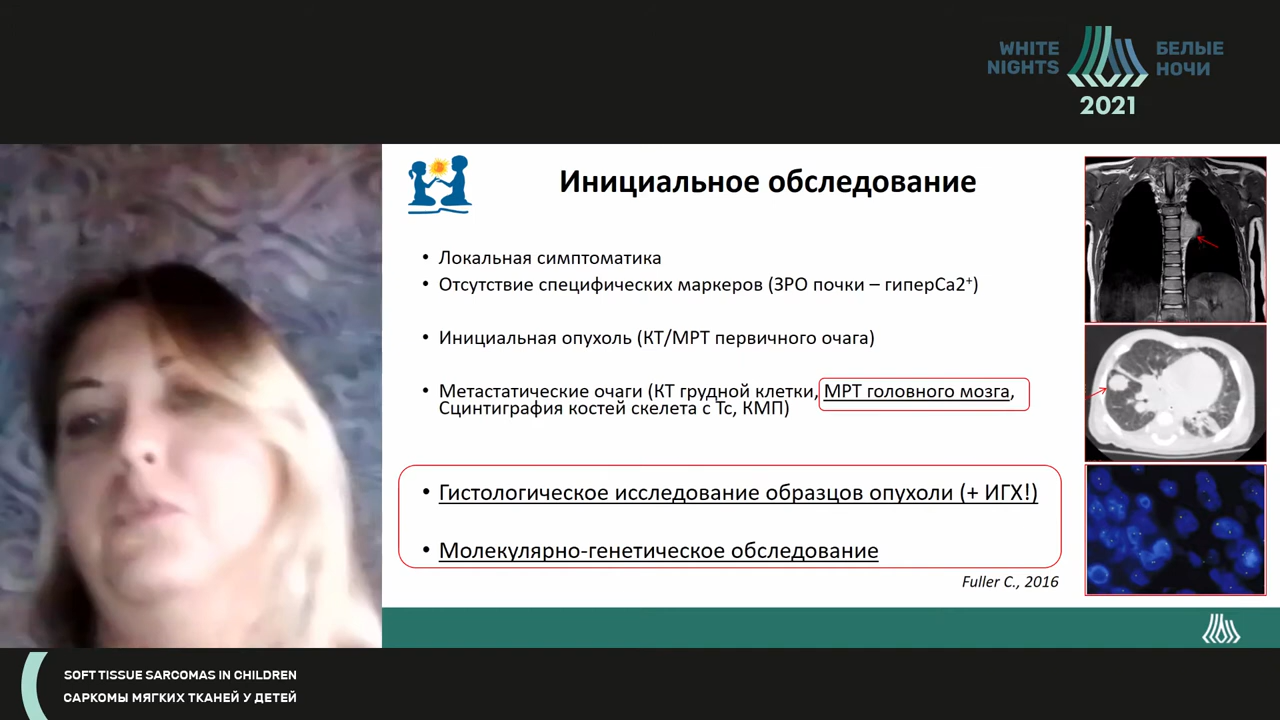 WHITE
NIGHTS
БЕЛЫЕ
НОЧИ
2021
Инициальное обследование
• Локальная симптоматика
• Отсутствие специфических маркеров (ЗРО почки – гиперCa2⁺)
• Инициальная опухоль (КТ/МРТ первичного очага)
• Метастатические очаги (КТ грудной клетки, МРТ головного мозга,
Сцинтиграфия костей скелета с Tc, КМП)
• Гистологическое исследование образцов опухоли (+ ИГХ!)
• Молекулярно-генетическое обследование
Fuller C., 2016
SOFT TISSUE SARCOMAS IN CHILDREN
САРКОМЫ МЯГКИХ ТКАНЕЙ У ДЕТЕЙ